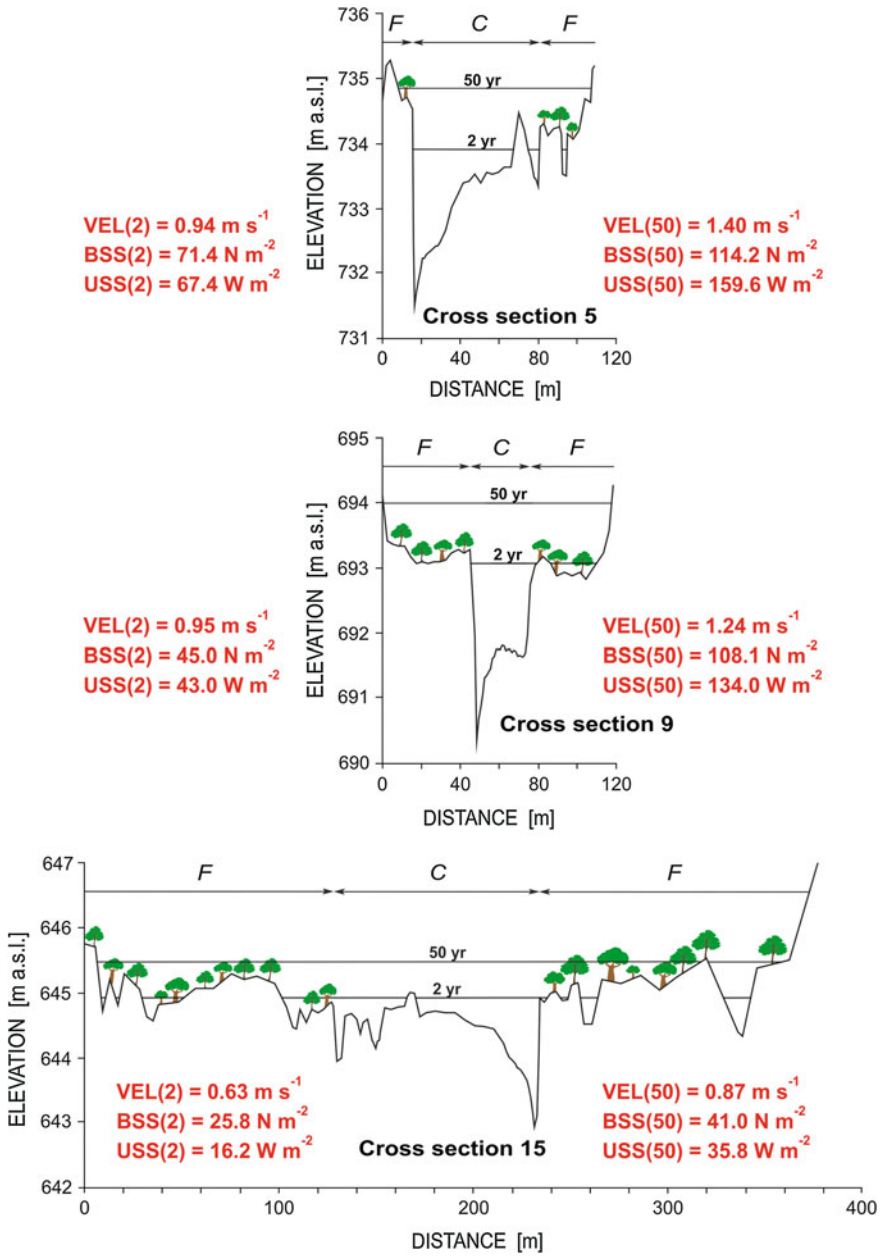 736
F C F
735
50 yr
734
2 yr
733
732
731
ELEVATION [m a.s.l.]
VEL(2) = 0.94 m s⁻¹
BSS(2) = 71.4 N m⁻²
USS(2) = 67.4 W m⁻²
VEL(50) = 1.40 m s⁻¹
BSS(50) = 114.2 N m⁻²
USS(50) = 159.6 W m⁻²
Cross section 5
0 40 80 120
DISTANCE [m]
695
F C F
694
50 yr
693
2 yr
692
691
690
ELEVATION [m a.s.l.]
VEL(2) = 0.95 m s⁻¹
BSS(2) = 45.0 N m⁻²
USS(2) = 43.0 W m⁻²
VEL(50) = 1.24 m s⁻¹
BSS(50) = 108.1 N m⁻²
USS(50) = 134.0 W m⁻²
Cross section 9
0 40 80 120
DISTANCE [m]
647
F C F
646
50 yr
645
2 yr
644
643
642
ELEVATION [m a.s.l.]
VEL(2) = 0.63 m s⁻¹
BSS(2) = 25.8 N m⁻²
USS(2) = 16.2 W m⁻²
VEL(50) = 0.87 m s⁻¹
BSS(50) = 41.0 N m⁻²
USS(50) = 35.8 W m⁻²
Cross section 15
0 100 200 300 400
DISTANCE [m]